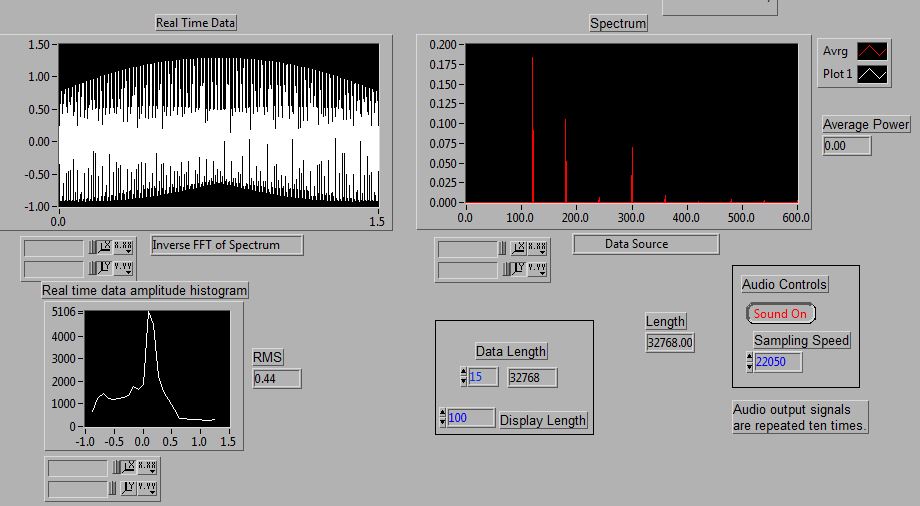 Real Time Data
1.50
1.00
0.50
0.00
-0.50
-1.00
0.0
1.5
X.XX
Y.YY
Inverse FFT of Spectrum
Spectrum
0.200
0.175
0.150
0.125
0.100
0.075
0.050
0.025
0.000
0.0
100.0
200.0
300.0
400.0
500.0
600.0
Avrg
Plot 1
Average Power
0.00
X.XX
Y.YY
Data Source
Real time data amplitude histogram
5106
4000
3000
2000
1000
0
-1.0
-0.5
0.0
0.5
1.0
1.5
RMS
0.44
X.XX
Y.YY
Data Length
15
32768
100
Display Length
Length
32768.00
Audio Controls
Sound On
Sampling Speed
22050
Audio output signals
are repeated ten times.